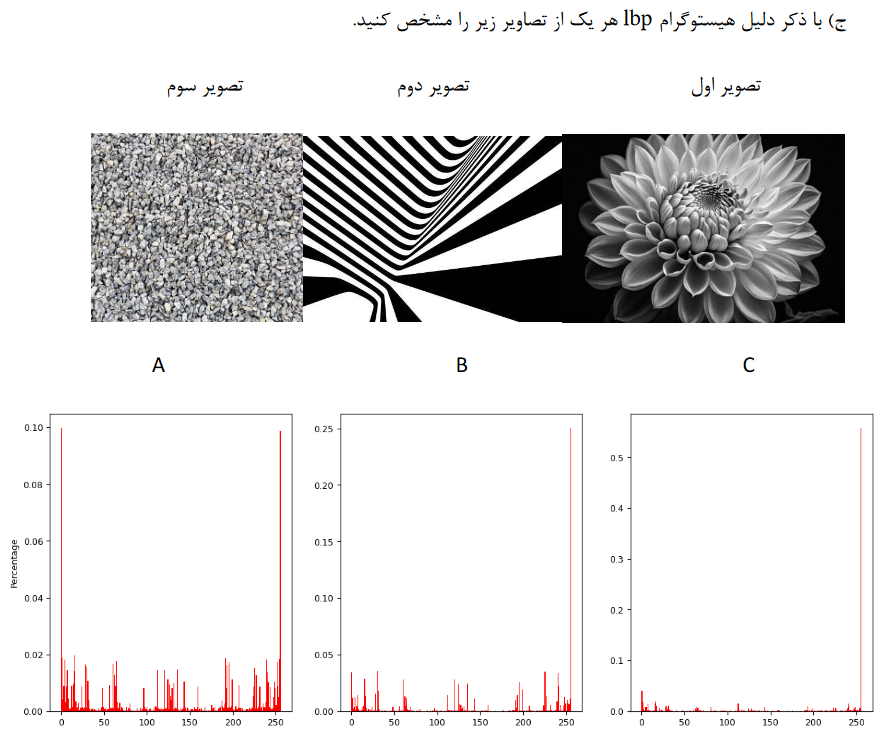 ج) با ذکر دلیل هیستوگرام lbp هر یک از تصاویر زیر را مشخص کنید.
تصویر اول تصویر دوم تصویر سوم
A B C
Percentage
0.10
0.08
0.06
0.04
0.02
0.00
0 50 100 150 200 250
0.25
0.20
0.15
0.10
0.05
0.00
0 50 100 150 200 250
0.5
0.4
0.3
0.2
0.1
0.0
0 50 100 150 200 250